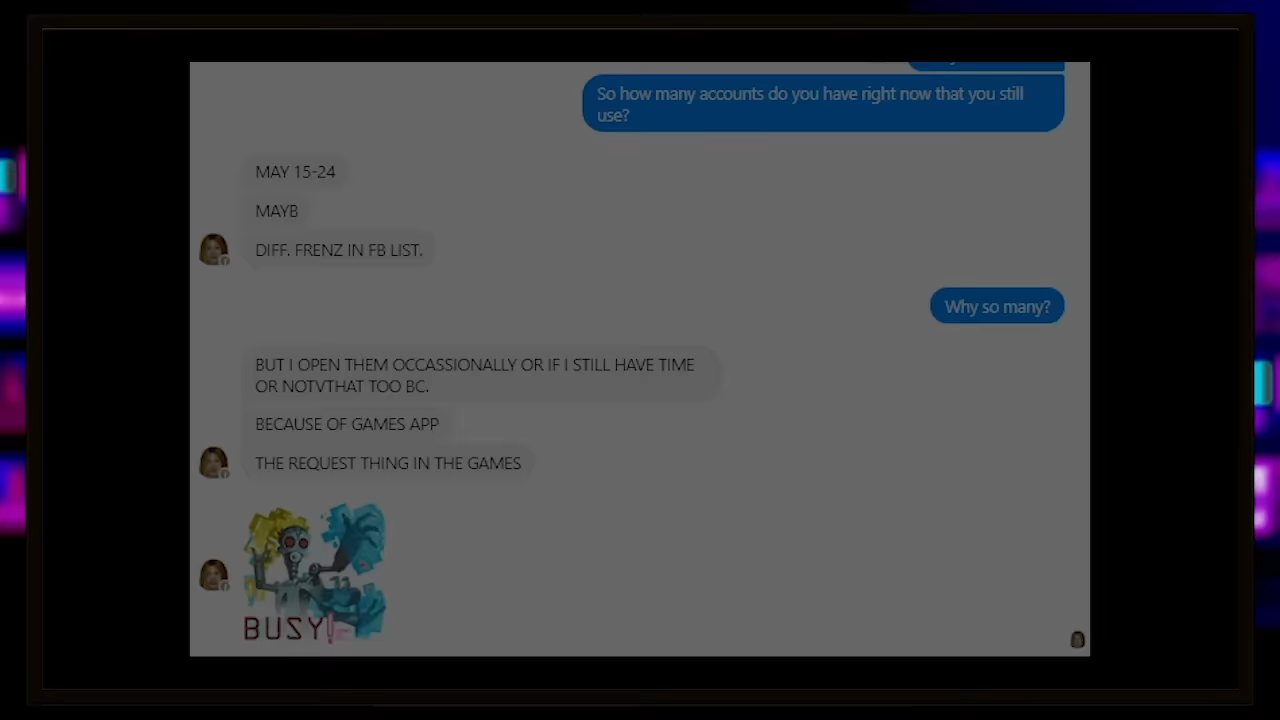 So how many accounts do you have right now that you still
use?
MAY 15-24
MAYB
DIFF. FRENZ IN FB LIST.
Why so many?
BUT I OPEN THEM OCCASSIONALLY OR IF I STILL HAVE TIME
OR NOTVTHAT TOO BC.
BECAUSE OF GAMES APP
THE REQUEST THING IN THE GAMES
BUSY!